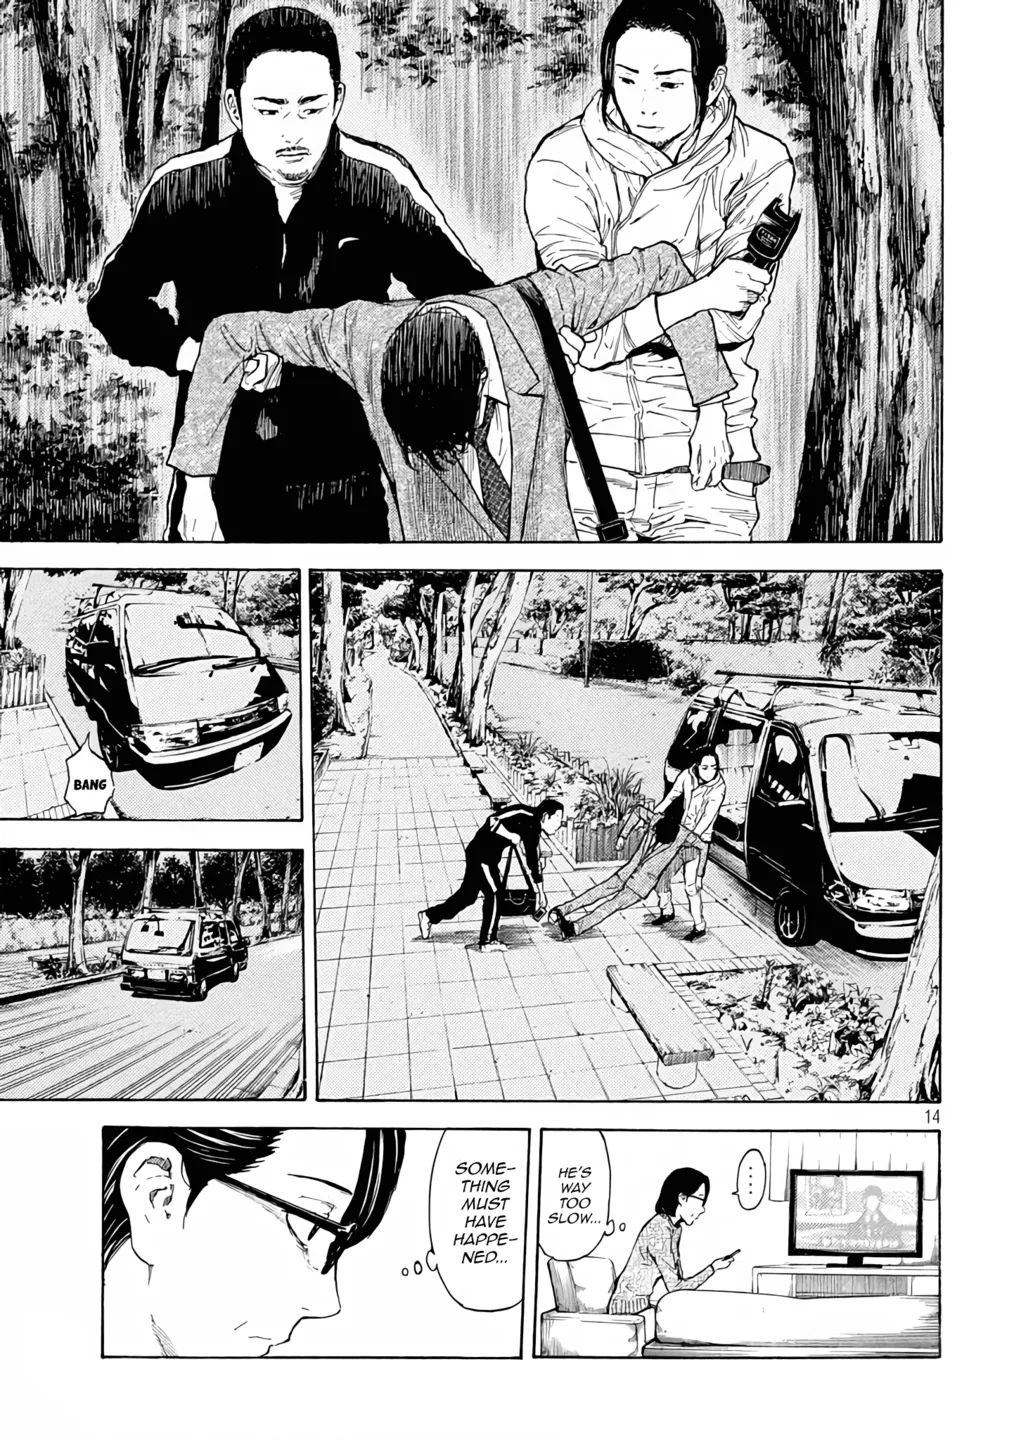 BANG
14
HE'S
WAY
TOO
SLOW...
...
SOME-
THING
MUST
HAVE
HAPPE-
NED...